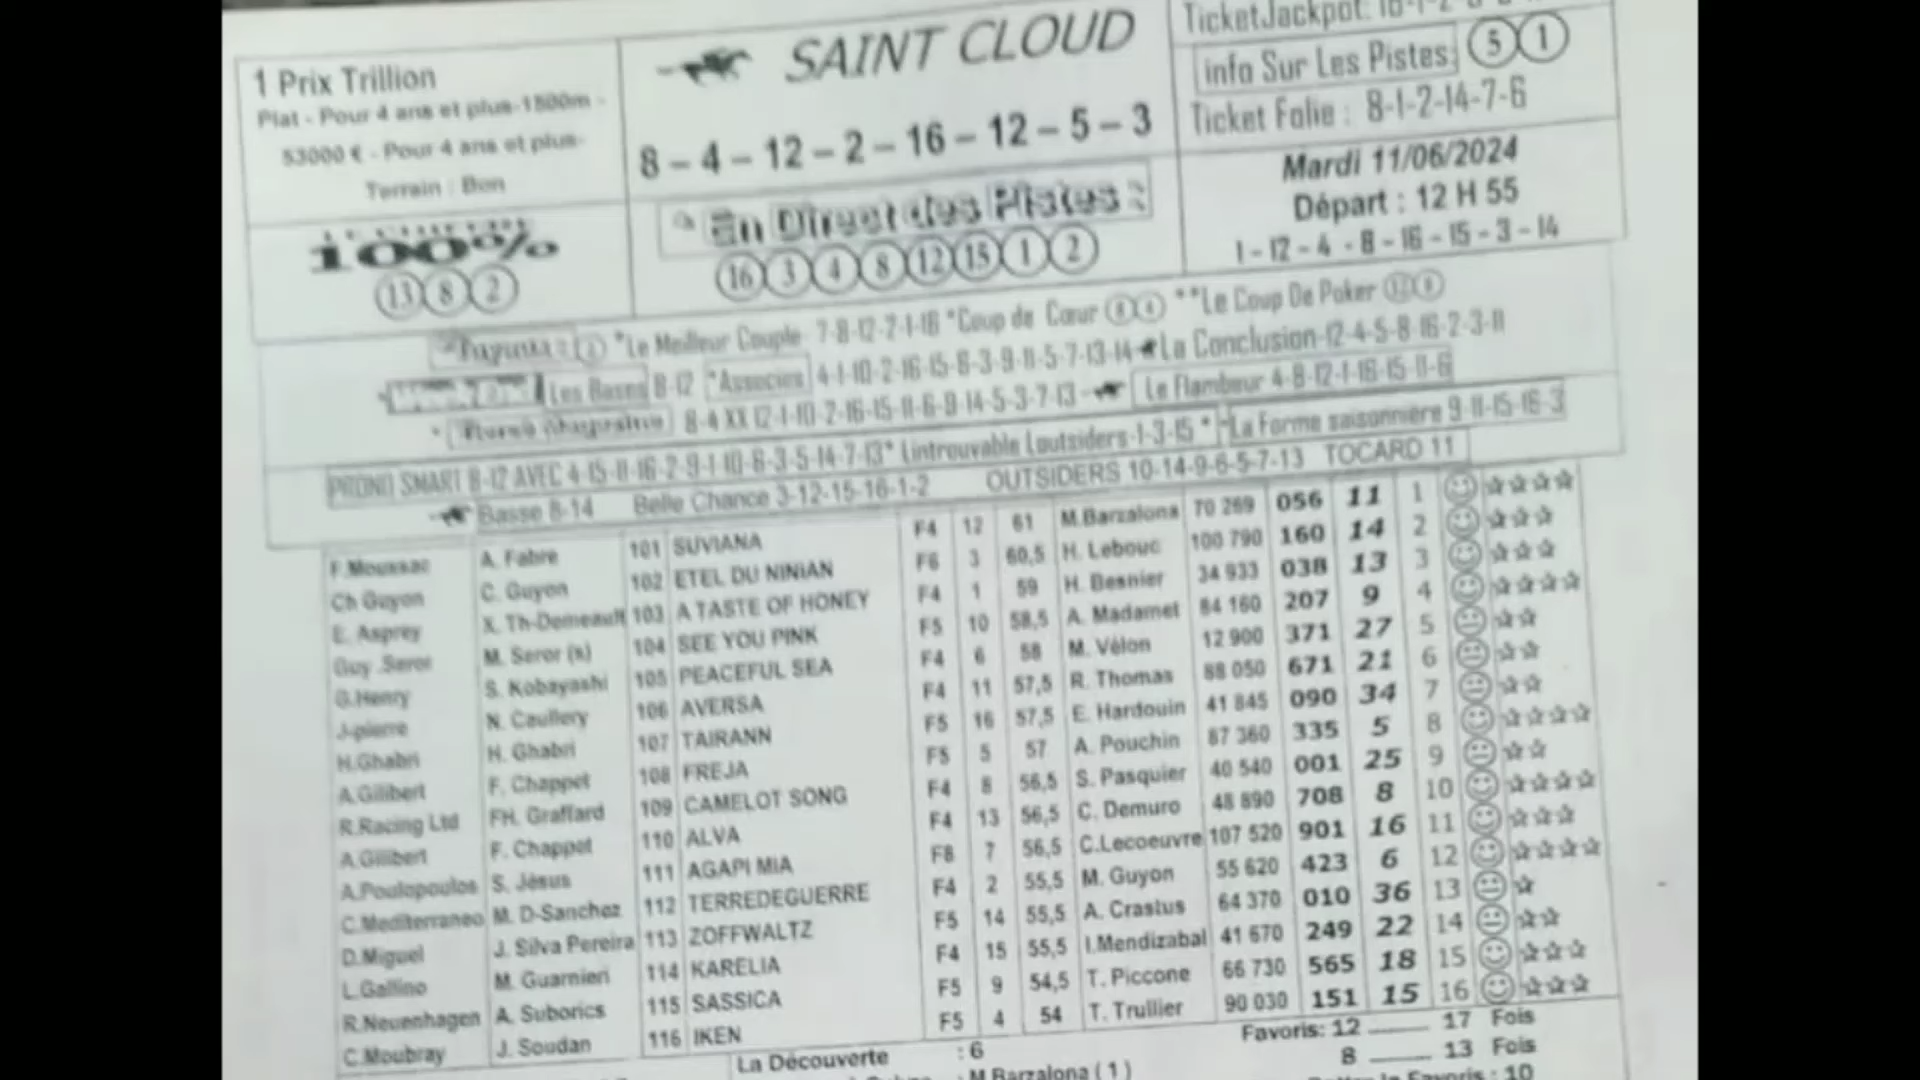 1 Prix Trillion
Plat - Pour 4 ans et plus-1500m -
53000 € - Pour 4 ans et plus-
Terrain : Bon
100%
13 8 2
SAINT CLOUD
8 – 4 – 12 – 2 – 16 – 12 – 5 – 3
En Direct des Pistes :
16 3 4 8 12 15 1 2
TicketJackpot:
info Sur Les Pistes: 5 1
Ticket Folie : 8-1-2-14-7-6
Mardi 11/06/2024
Départ : 12 H 55
1 - 12 - 4 - 8 - 16 - 15 - 3 - 14
*Le Meilleur Couple 7-8-12-2-1-16 *Coup de Cœur 8 4 **Le Coup De Poker
Les Bases 8-12 *Associes 4-1-10-2-16-15-6-3-9-11-5-7-13-14 La Conclusion-12-4-5-8-16-2-3-11
8-4 XX 12-1-10-2-16-15-11-6-9-14-5-3-7-13- Le Flambeur 4-8-12-1-16-15-11-6
PRONO SMART 8-12 AVEC 4-15-11-16-2-9-1-10-6-3-5-14-7-13* Lintrouvable Loutsiders-1-3-15 * La Forme saisonnière 9-11-15-16-3
Basse 8-14 Belle Chance 3-12-15-16-1-2 OUTSIDERS 10-14-9-6-5-7-13 TOCARD 11
F.Moussac A. Fabre 101 SUVIANA F4 12 61 M.Barzalona 70 269 056 11 1 ☆☆☆☆
Ch Guyon C. Guyon 102 ETEL DU NINIAN F6 3 60,5 H. Lebouc 100 790 160 14 2 ☆☆☆
E. Asprey X. Th-Demeault 103 A TASTE OF HONEY F4 1 59 H. Besnier 34 933 038 13 3 ☆☆☆
Guy .Seror M. Seror (s) 104 SEE YOU PINK F5 10 58,5 A. Madamet 84 160 207 9 4 ☆☆☆☆
G.Henry S. Kobayashi 105 PEACEFUL SEA F4 6 58 M. Vélon 12 900 371 27 5 ☆☆
J-pierre N. Caullery 106 AVERSA F4 11 57,5 R. Thomas 88 050 671 21 6 ☆☆
H.Ghabri H. Ghabri 107 TAIRANN F5 16 57,5 E. Hardouin 41 845 090 34 7 ☆☆
A.Gilibert F. Chappet 108 FREJA F5 5 57 A. Pouchin 87 360 335 5 8 ☆☆☆☆
R.Racing Ltd FH. Graffard 109 CAMELOT SONG F4 8 56,5 S. Pasquier 40 540 001 25 9 ☆☆
A.Gilibert F. Chappet 110 ALVA F4 13 56,5 C. Demuro 48 890 708 8 10 ☆☆☆☆
A.Poulopoulos S. Jésus 111 AGAPI MIA F8 7 56,5 C.Lecoeuvre 107 520 901 16 11 ☆☆☆
C.Mediterraneo M. D-Sanchez 112 TERREDEGUERRE F4 2 55,5 M. Guyon 55 620 423 6 12 ☆☆☆☆
D.Miguel J. Silva Pereira 113 ZOFFWALTZ F5 14 55,5 A. Crastus 64 370 010 36 13 ☆
L.Gallino M. Guarnieri 114 KARELIA F4 15 55,5 I.Mendizabal 41 670 249 22 14 ☆☆
R.Neuenhagen A. Suborics 115 SASSICA F5 9 54,5 T. Piccone 66 730 565 18 15 ☆☆☆
C.Moubray J. Soudan 116 IKEN F5 4 54 T. Trullier 90 030 151 15 16 ☆☆☆
La Découverte : 6 Favoris: 12 ____ 17 Fois
: M.Barzalona ( 1 ) 8 ____ 13 Fois
Favoris : 10